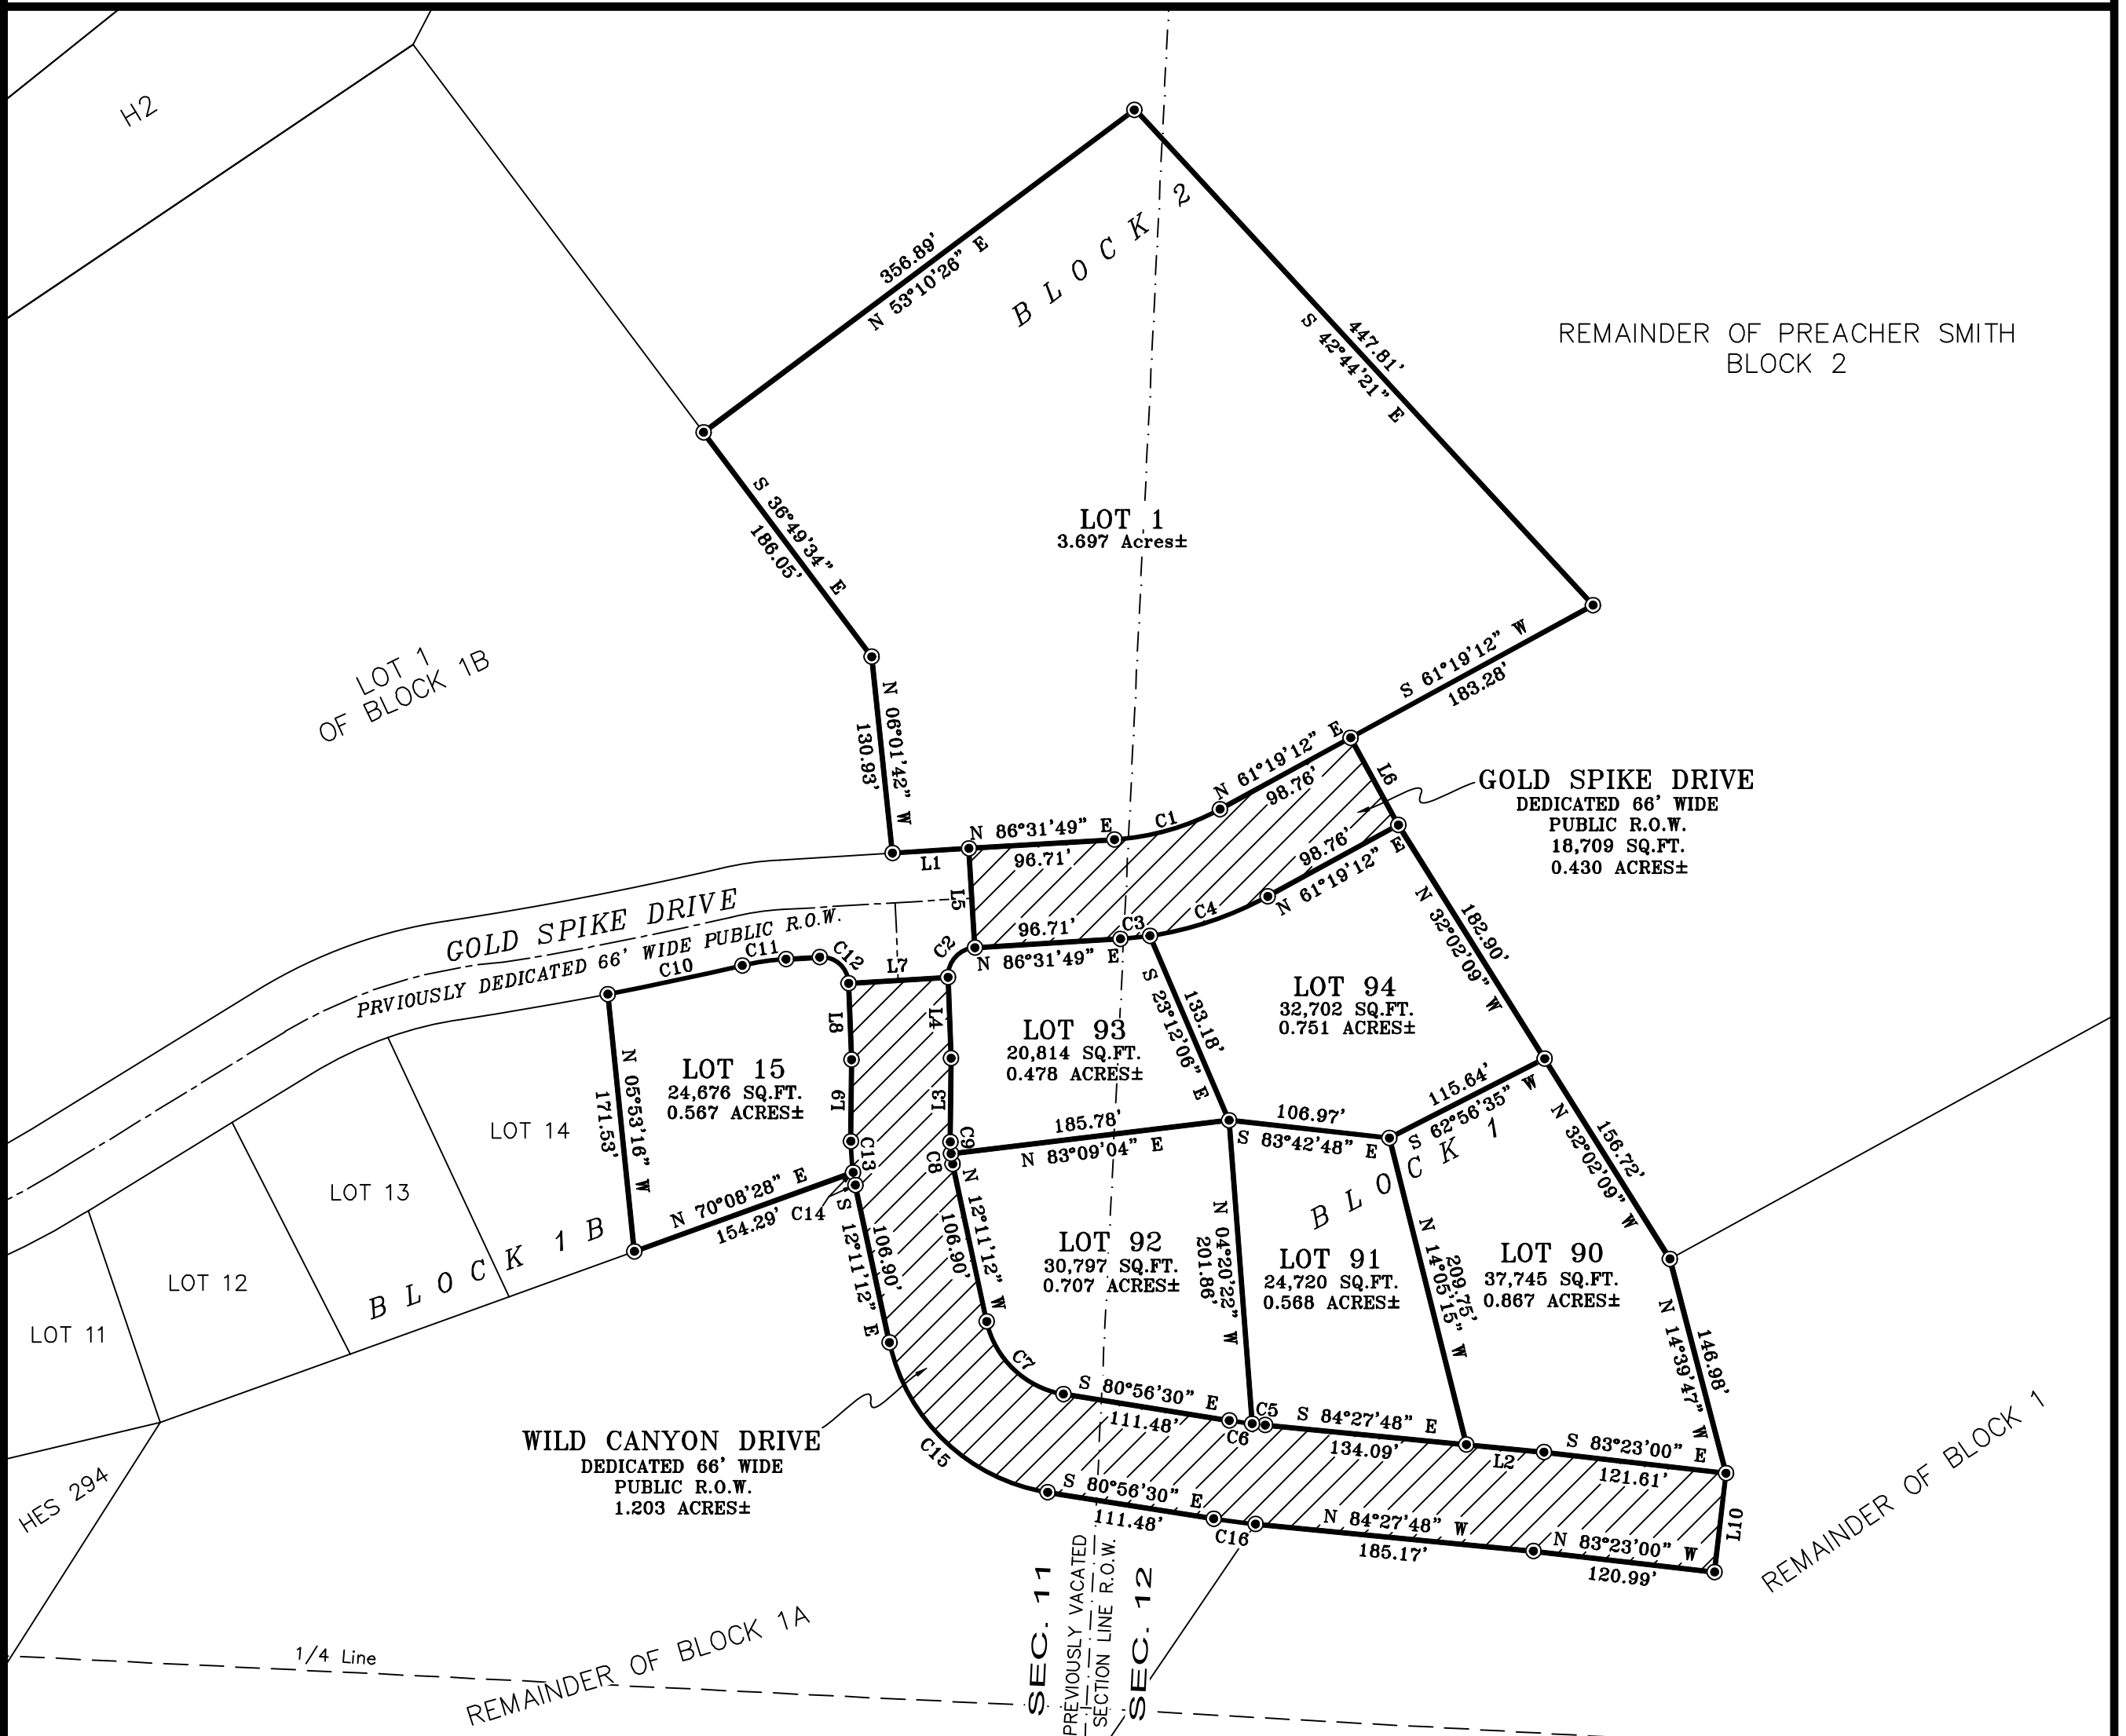 H2
BLOCK 2
356.89'
N 53°10'26" E
447.81'
S 42°44'21" E
REMAINDER OF PREACHER SMITH
BLOCK 2
S 36°49'34" E
186.05'
LOT 1
3.697 Acres±
LOT 1
OF BLOCK 1B
N 06°01'42" W
130.93'
S 61°19'12" W
183.28'
N 61°19'12" E
98.76'
L6
GOLD SPIKE DRIVE
DEDICATED 66' WIDE
PUBLIC R.O.W.
18,709 SQ.FT.
0.430 ACRES±
L1
N 86°31'49" E
96.71'
C1
98.76'
N 61°19'12" E
L5
96.71'
N 86°31'49" E
C3
C4
C2
GOLD SPIKE DRIVE
PRVIOUSLY DEDICATED 66' WIDE PUBLIC R.O.W.
C10
C11
C12
L7
182.90'
N 32°02'09" W
S 23°12'06" E
133.18'
LOT 94
32,702 SQ.FT.
0.751 ACRES±
LOT 93
20,814 SQ.FT.
0.478 ACRES±
L8
L4
LOT 15
24,676 SQ.FT.
0.567 ACRES±
N 05°53'16" W
171.53'
L9
L3
LOT 14
LOT 13
LOT 12
LOT 11
BLOCK 1B
N 70°08'28" E
154.29'
C13
C14
C9
C8
185.78'
N 83°09'04" E
106.97'
S 83°42'48" E
115.64'
S 62°56'35" W
156.72'
N 32°02'09" W
BLOCK 1
S 12°11'12" E
106.90'
N 12°11'12" W
106.90'
LOT 92
30,797 SQ.FT.
0.707 ACRES±
N 04°20'22" W
201.86'
LOT 91
24,720 SQ.FT.
0.568 ACRES±
209.75'
N 14°05'15" W
LOT 90
37,745 SQ.FT.
0.867 ACRES±
146.98'
N 14°39'47" W
C7
S 80°56'30" E
111.48'
C6
C5
S 84°27'48" E
134.09'
L2
S 83°23'00" E
121.61'
L10
WILD CANYON DRIVE
DEDICATED 66' WIDE
PUBLIC R.O.W.
1.203 ACRES±
C15
S 80°56'30" E
111.48'
C16
N 84°27'48" W
185.17'
N 83°23'00" W
120.99'
REMAINDER OF BLOCK 1
HES 294
1/4 Line
REMAINDER OF BLOCK 1A
SEC. 11
PREVIOUSLY VACATED
SECTION LINE R.O.W.
SEC. 12